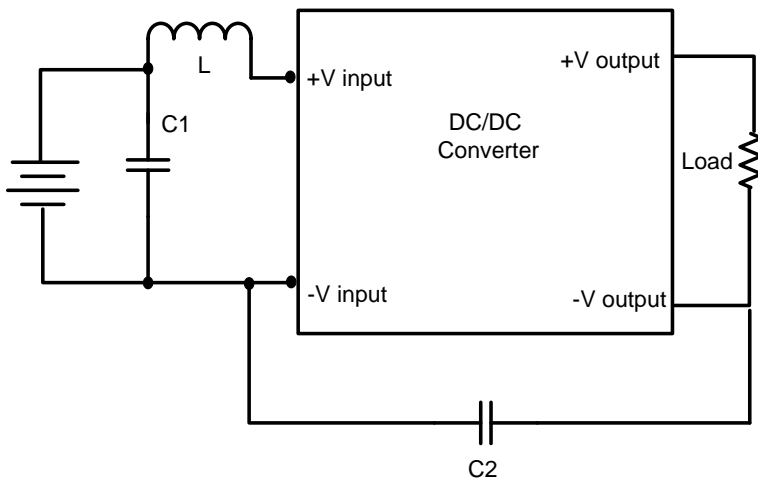 L
+V input
+V output
C1
DC/DC
Converter
Load
-V input
-V output
C2